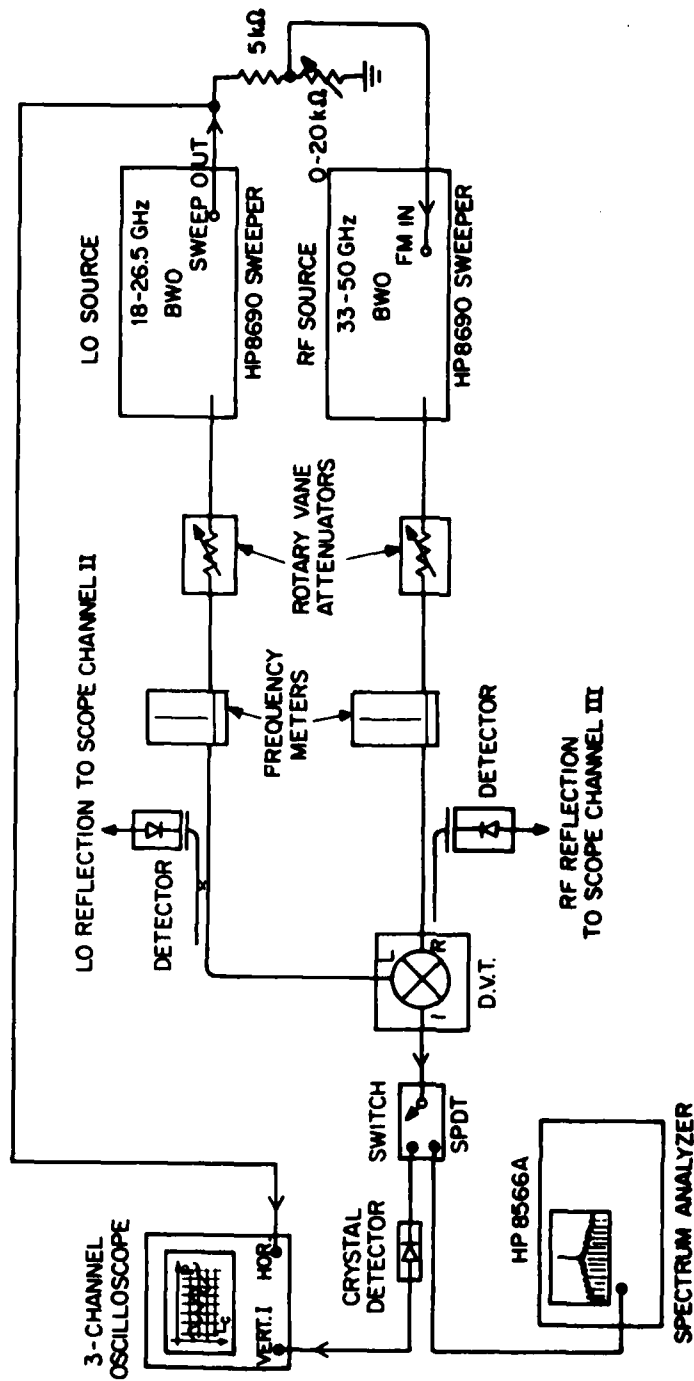 3-CHANNEL
OSCILLOSCOPE
VERT. I
HOR.
LO REFLECTION TO SCOPE CHANNEL II
DETECTOR
LO SOURCE
18-26.5 GHz
BWO
SWEEP OUT
HP8690 SWEEPER
5 kΩ
0-20 kΩ
RF SOURCE
33-50 GHz
BWO
FM IN
HP8690 SWEEPER
ROTARY VANE
ATTENUATORS
PREQUENCY
METERS
DETECTOR
RF REFLECTION
TO SCOPE CHANNEL III
L
R
I
D.V.T.
SWITCH
SPDT
CRYSTAL
DETECTOR
HP 8566A
SPECTRUM ANALYZER